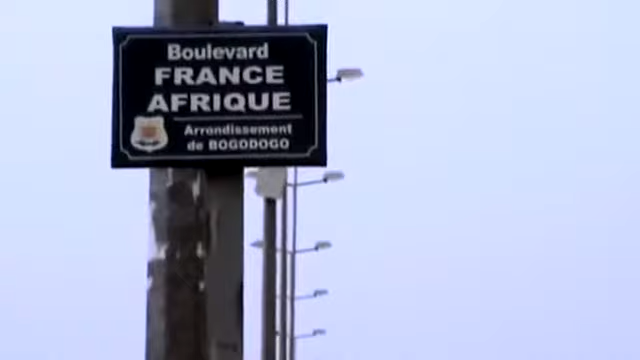 Boulevard
FRANCE
AFRIQUE
Arrondissement
de BOGODOGO